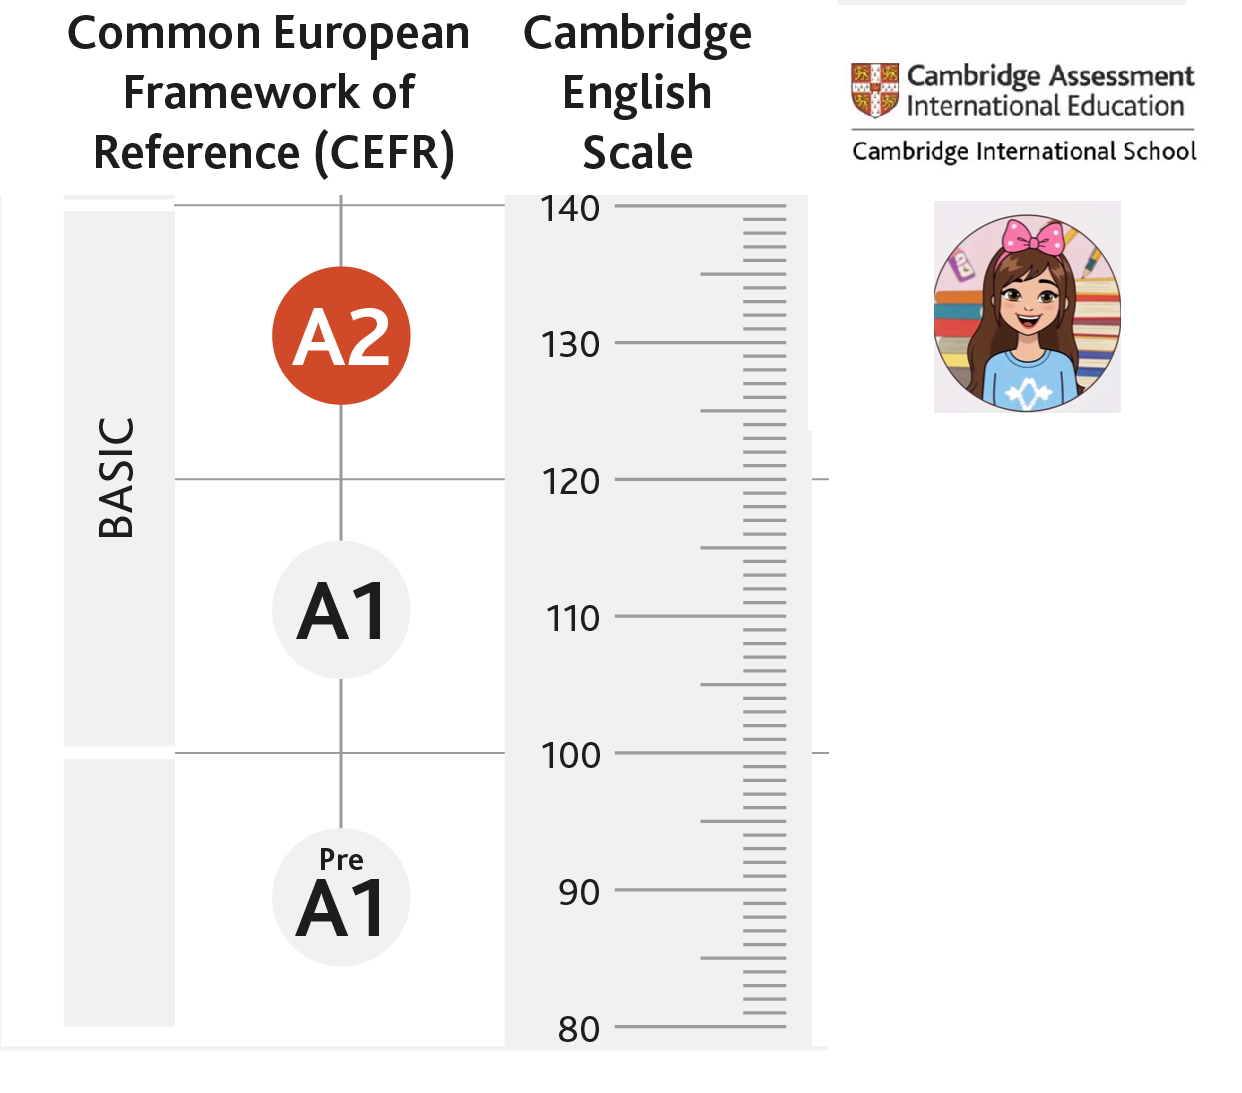 Common European
Framework of
Reference (CEFR)
Cambridge
English
Scale
Cambridge Assessment
International Education
Cambridge International School
BASIC
A2
A1
Pre
A1
140
130
120
110
100
90
80